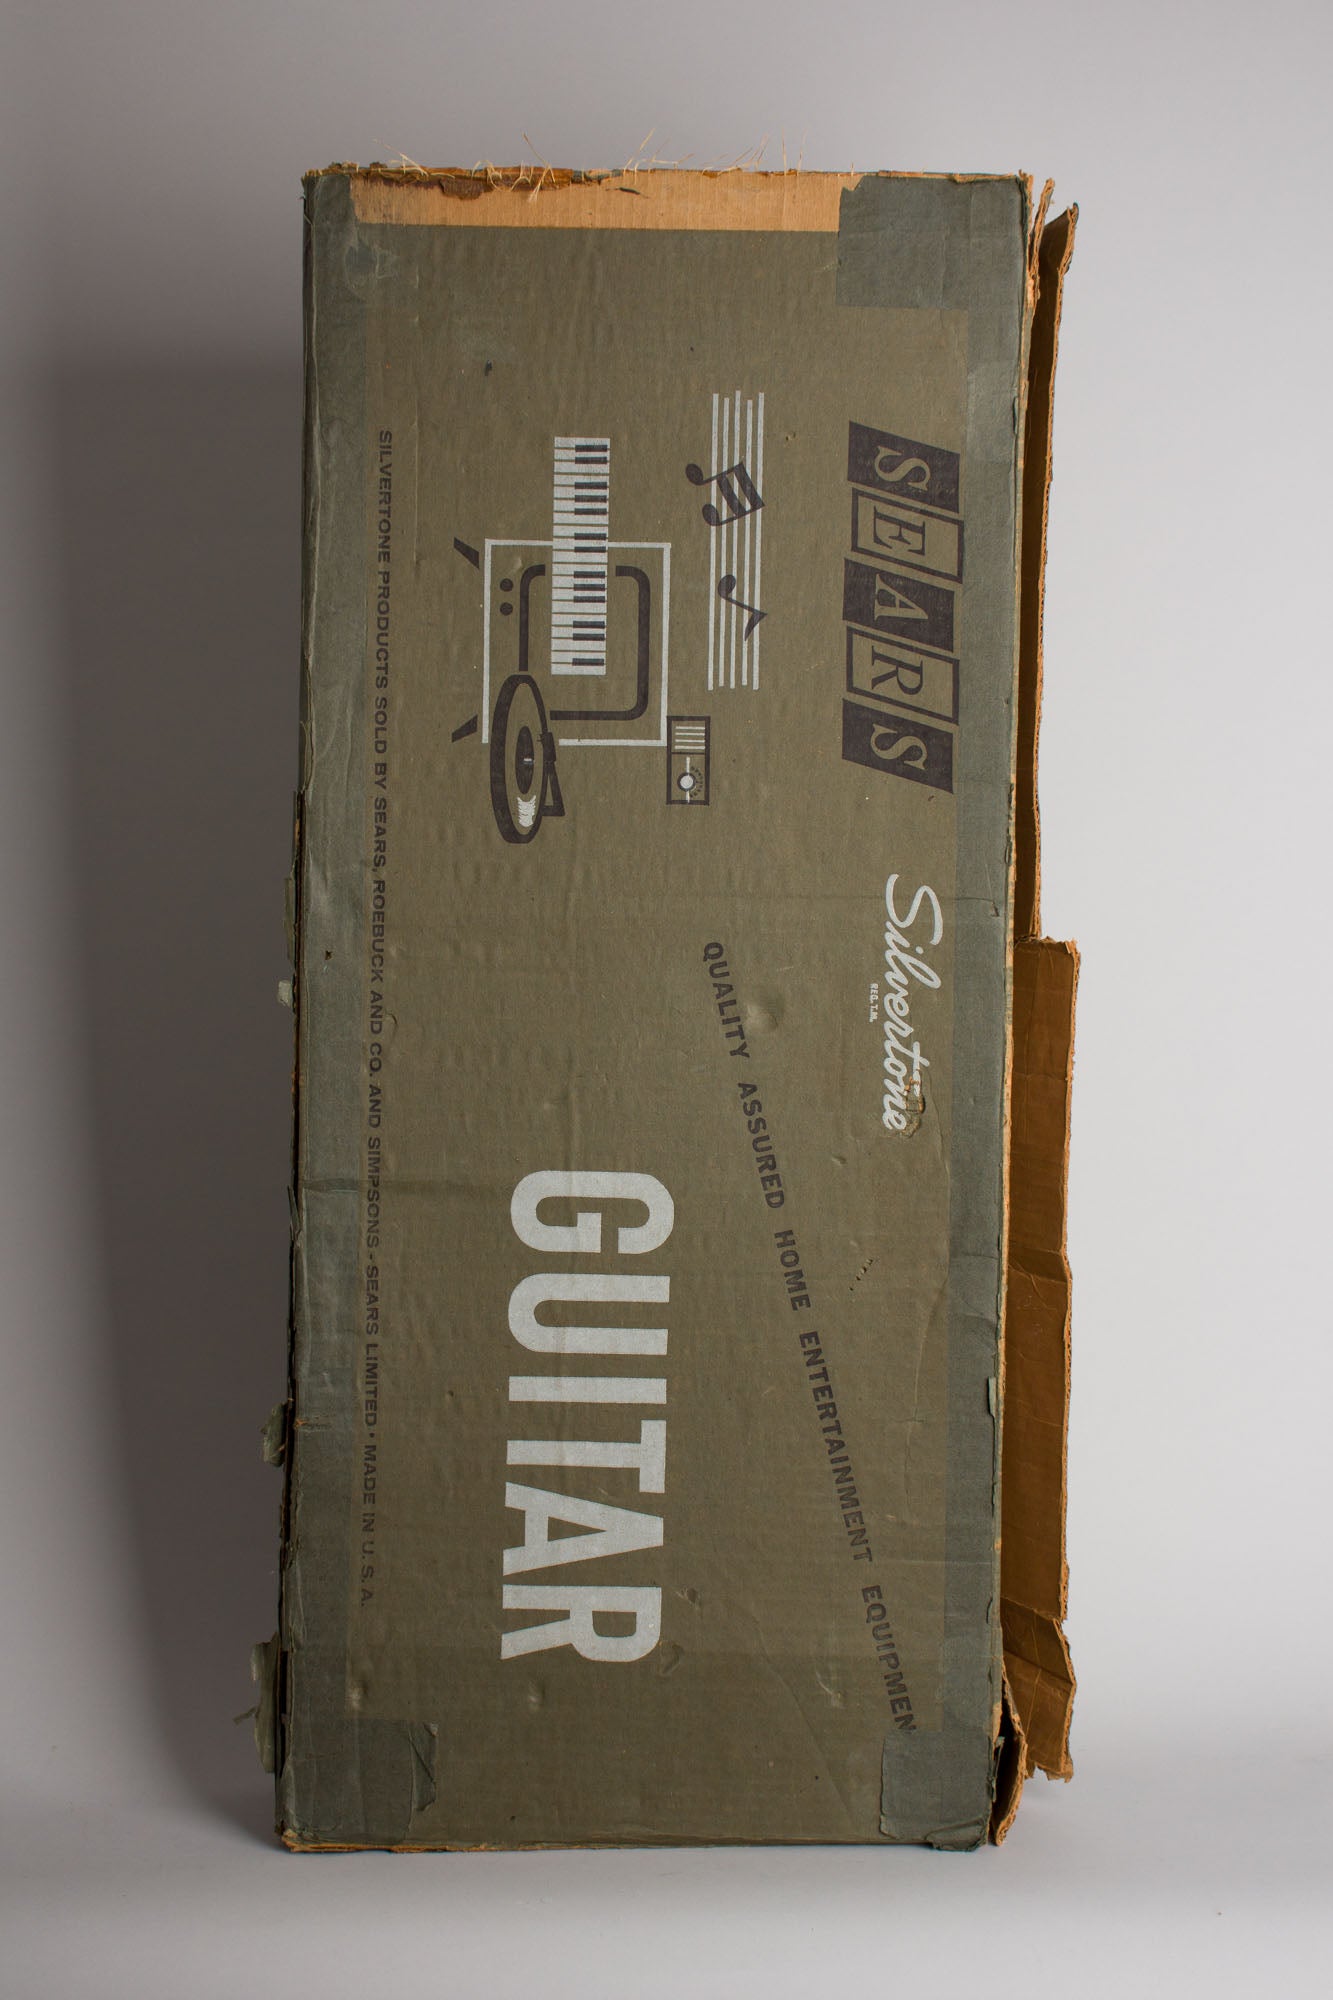 SEARS
Silvertone
REG. T.M.
QUALITY ASSURED HOME ENTERTAINMENT EQUIPMEN
GUITAR
SILVERTONE PRODUCTS SOLD BY SEARS, ROEBUCK AND CO. AND SIMPSONS - SEARS LIMITED • MADE IN U.S.A.